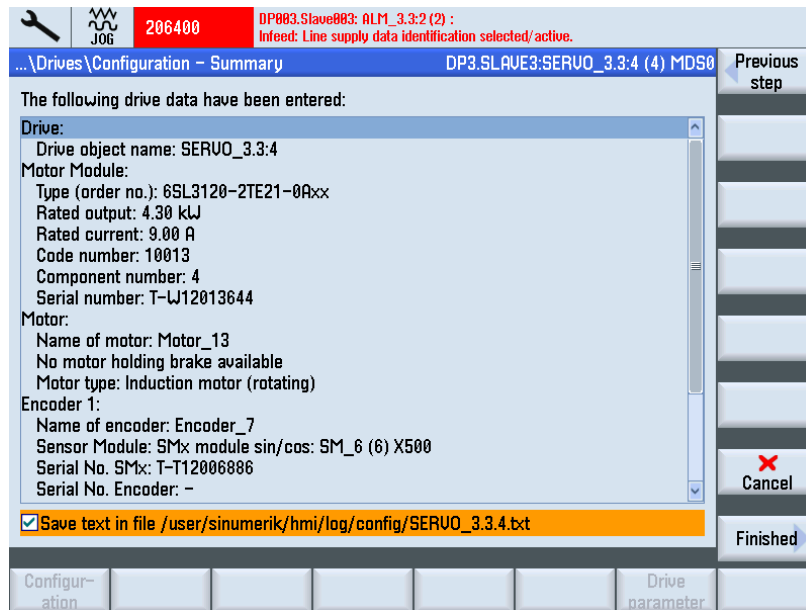 JOG
206400
DP003.Slave003: ALM_3.3:2 (2) :
Infeed: Line supply data identification selected/active.
...\Drives\Configuration - Summary DP3.SLAVE3:SERVO_3.3:4 (4) MDS0
Previous
step
The following drive data have been entered:
Drive:
Drive object name: SERVO_3.3:4
Motor Module:
Type (order no.): 6SL3120-2TE21-0Axx
Rated output: 4.30 kW
Rated current: 9.00 A
Code number: 10013
Component number: 4
Serial number: T-W12013644
Motor:
Name of motor: Motor_13
No motor holding brake available
Motor type: Induction motor (rotating)
Encoder 1:
Name of encoder: Encoder_7
Sensor Module: SMx module sin/cos: SM_6 (6) X500
Serial No. SMx: T-T12006886
Serial No. Encoder: -
Cancel
Save text in file /user/sinumerik/hmi/log/config/SERVO_3.3.4.txt
Finished
Configur-
ation
Drive
parameter